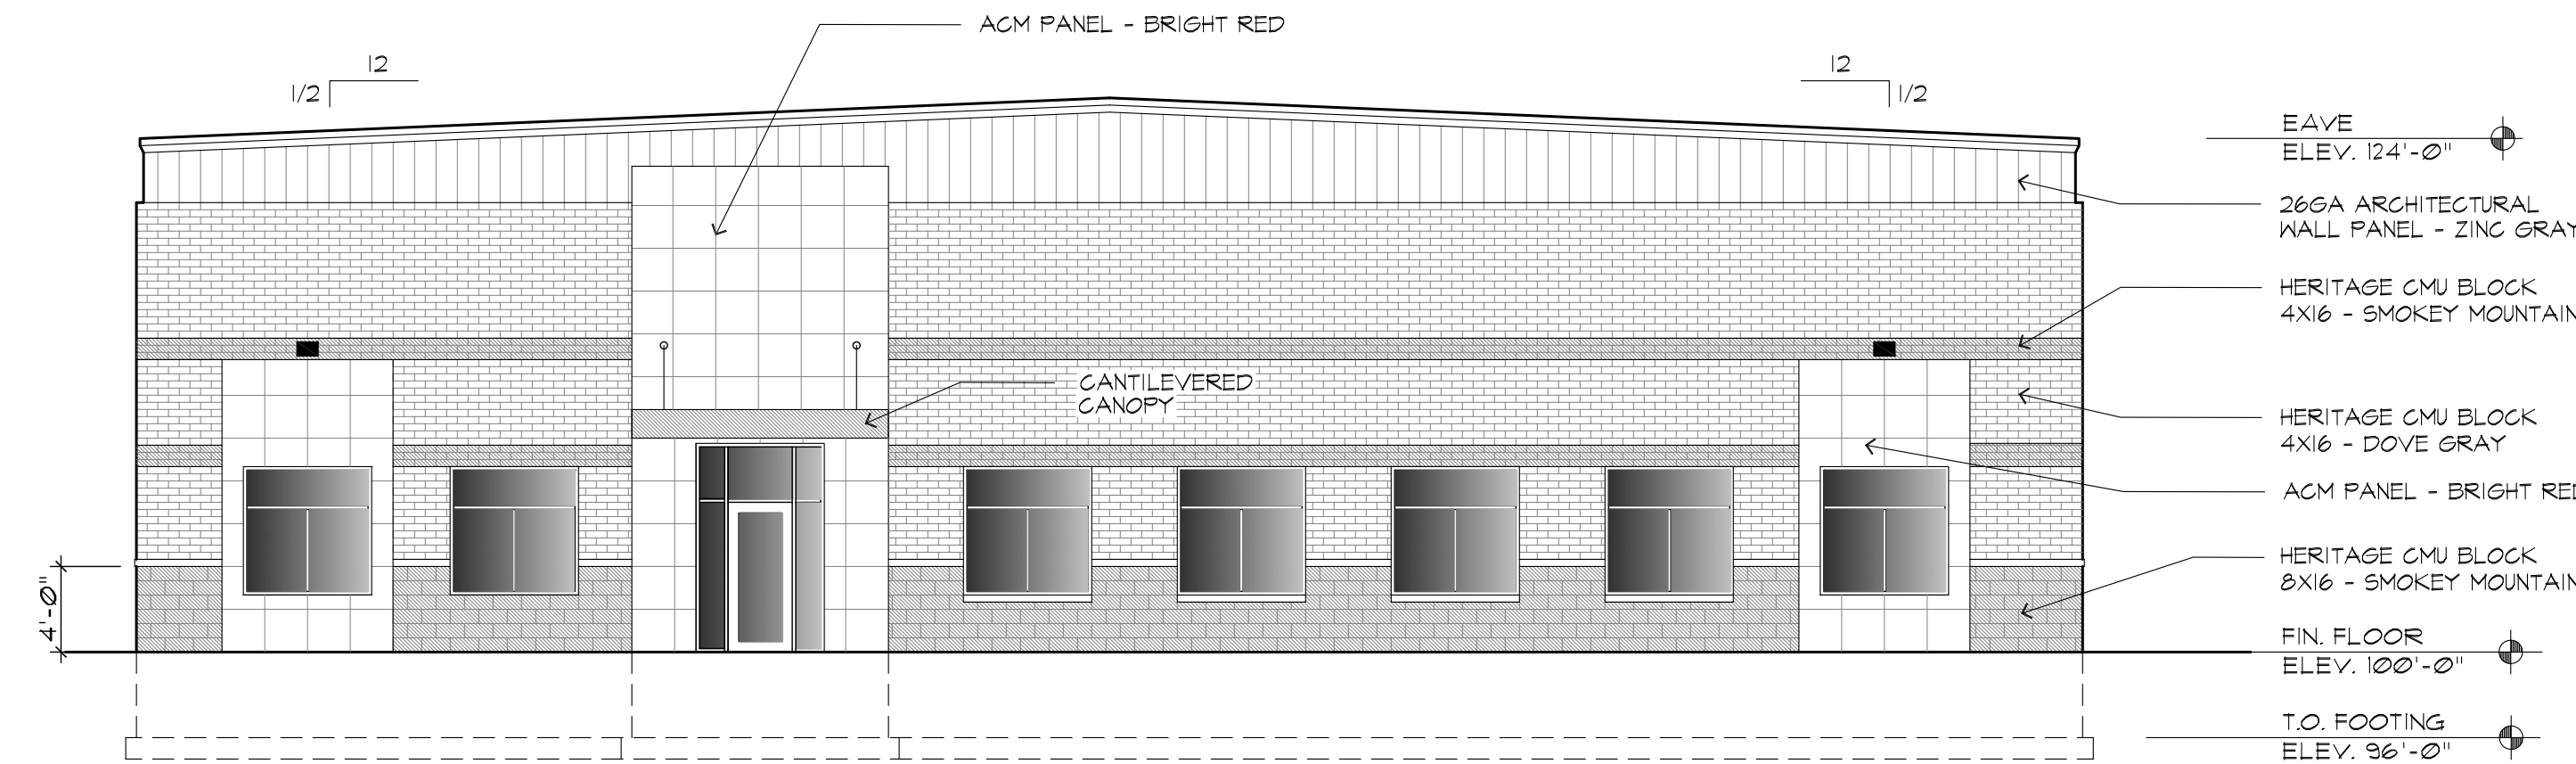 ACM PANEL - BRIGHT RED
12
1/2
12
1/2
EAVE
ELEV. 124'-0"
26GA ARCHITECTURAL
WALL PANEL - ZINC GRAY
HERITAGE CMU BLOCK
4X16 - SMOKEY MOUNTAIN
CANTILEVERED
CANOPY
HERITAGE CMU BLOCK
4X16 - DOVE GRAY
ACM PANEL - BRIGHT RED
HERITAGE CMU BLOCK
8X16 - SMOKEY MOUNTAIN
4'-0"
FIN. FLOOR
ELEV. 100'-0"
T.O. FOOTING
ELEV. 96'-0"